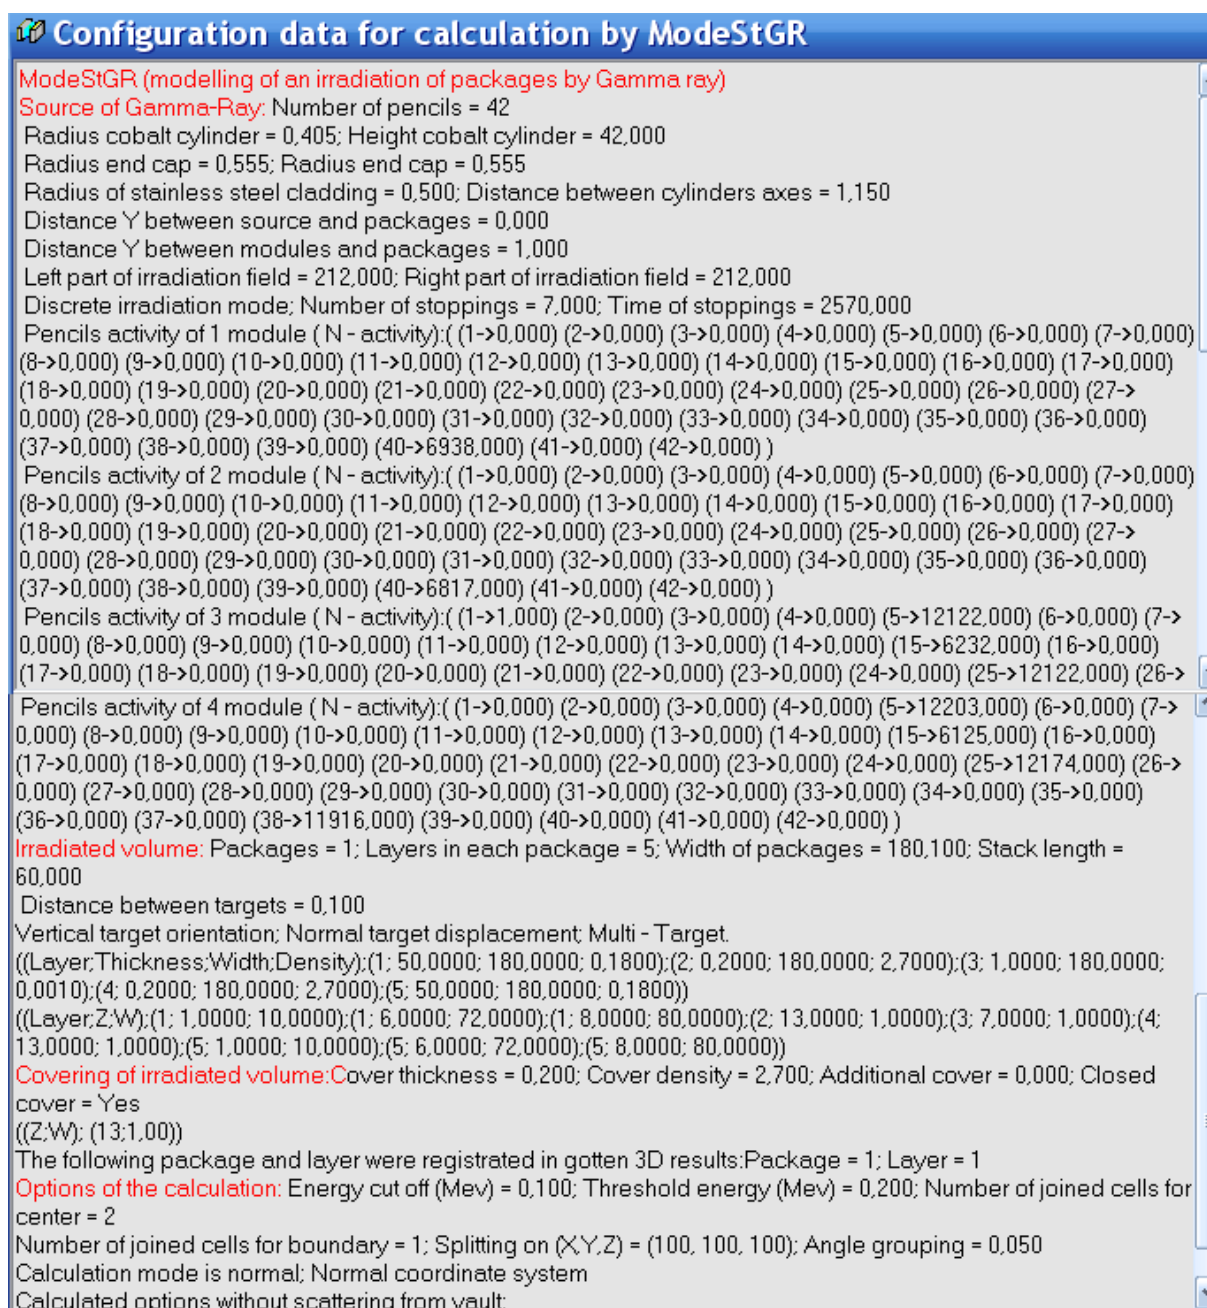 Configuration data for calculation by ModeStGR
ModeStGR (modelling of an irradiation of packages by Gamma ray)
Source of Gamma-Ray: Number of pencils = 42
Radius cobalt cylinder = 0,405; Height cobalt cylinder = 42,000
Radius end cap = 0,555; Radius end cap = 0,555
Radius of stainless steel cladding = 0,500; Distance between cylinders axes = 1,150
Distance Y between source and packages = 0,000
Distance Y between modules and packages = 1,000
Left part of irradiation field = 212,000; Right part of irradiation field = 212,000
Discrete irradiation mode; Number of stoppings = 7,000; Time of stoppings = 2570,000
Pencils activity of 1 module ( N - activity):( (1->0,000) (2->0,000) (3->0,000) (4->0,000) (5->0,000) (6->0,000) (7->0,000)
(8->0,000) (9->0,000) (10->0,000) (11->0,000) (12->0,000) (13->0,000) (14->0,000) (15->0,000) (16->0,000) (17->0,000)
(18->0,000) (19->0,000) (20->0,000) (21->0,000) (22->0,000) (23->0,000) (24->0,000) (25->0,000) (26->0,000) (27->
0,000) (28->0,000) (29->0,000) (30->0,000) (31->0,000) (32->0,000) (33->0,000) (34->0,000) (35->0,000) (36->0,000)
(37->0,000) (38->0,000) (39->0,000) (40->6938,000) (41->0,000) (42->0,000) )
Pencils activity of 2 module ( N - activity):( (1->0,000) (2->0,000) (3->0,000) (4->0,000) (5->0,000) (6->0,000) (7->0,000)
(8->0,000) (9->0,000) (10->0,000) (11->0,000) (12->0,000) (13->0,000) (14->0,000) (15->0,000) (16->0,000) (17->0,000)
(18->0,000) (19->0,000) (20->0,000) (21->0,000) (22->0,000) (23->0,000) (24->0,000) (25->0,000) (26->0,000) (27->
0,000) (28->0,000) (29->0,000) (30->0,000) (31->0,000) (32->0,000) (33->0,000) (34->0,000) (35->0,000) (36->0,000)
(37->0,000) (38->0,000) (39->0,000) (40->6817,000) (41->0,000) (42->0,000) )
Pencils activity of 3 module ( N - activity):( (1->1,000) (2->0,000) (3->0,000) (4->0,000) (5->12122,000) (6->0,000) (7->
0,000) (8->0,000) (9->0,000) (10->0,000) (11->0,000) (12->0,000) (13->0,000) (14->0,000) (15->6232,000) (16->0,000)
(17->0,000) (18->0,000) (19->0,000) (20->0,000) (21->0,000) (22->0,000) (23->0,000) (24->0,000) (25->12122,000) (26->
Pencils activity of 4 module ( N - activity):( (1->0,000) (2->0,000) (3->0,000) (4->0,000) (5->12203,000) (6->0,000) (7->
0,000) (8->0,000) (9->0,000) (10->0,000) (11->0,000) (12->0,000) (13->0,000) (14->0,000) (15->6125,000) (16->0,000)
(17->0,000) (18->0,000) (19->0,000) (20->0,000) (21->0,000) (22->0,000) (23->0,000) (24->0,000) (25->12174,000) (26->
0,000) (27->0,000) (28->0,000) (29->0,000) (30->0,000) (31->0,000) (32->0,000) (33->0,000) (34->0,000) (35->0,000)
(36->0,000) (37->0,000) (38->11916,000) (39->0,000) (40->0,000) (41->0,000) (42->0,000) )
Irradiated volume: Packages = 1; Layers in each package = 5; Width of packages = 180,100; Stack length =
60,000
Distance between targets = 0,100
Vertical target orientation; Normal target displacement; Multi - Target.
((Layer;Thickness;Width;Density);(1; 50,0000; 180,0000; 0,1800);(2; 0,2000; 180,0000; 2,7000);(3; 1,0000; 180,0000;
0,0010);(4; 0,2000; 180,0000; 2,7000);(5; 50,0000; 180,0000; 0,1800))
((Layer;Z;W);(1; 1,0000; 10,0000);(1; 6,0000; 72,0000);(1; 8,0000; 80,0000);(2; 13,0000; 1,0000);(3; 7,0000; 1,0000);(4;
13,0000; 1,0000);(5; 1,0000; 10,0000);(5; 6,0000; 72,0000);(5; 8,0000; 80,0000))
Covering of irradiated volume:Cover thickness = 0,200; Cover density = 2,700; Additional cover = 0,000; Closed
cover = Yes
((Z;W); (13;1,00))
The following package and layer were registrated in gotten 3D results:Package = 1; Layer = 1
Options of the calculation: Energy cut off (Mev) = 0,100; Threshold energy (Mev) = 0,200; Number of joined cells for
center = 2
Number of joined cells for boundary = 1; Splitting on (X,Y,Z) = (100, 100, 100); Angle grouping = 0,050
Calculation mode is normal; Normal coordinate system
Calculated options without scattering from vault: